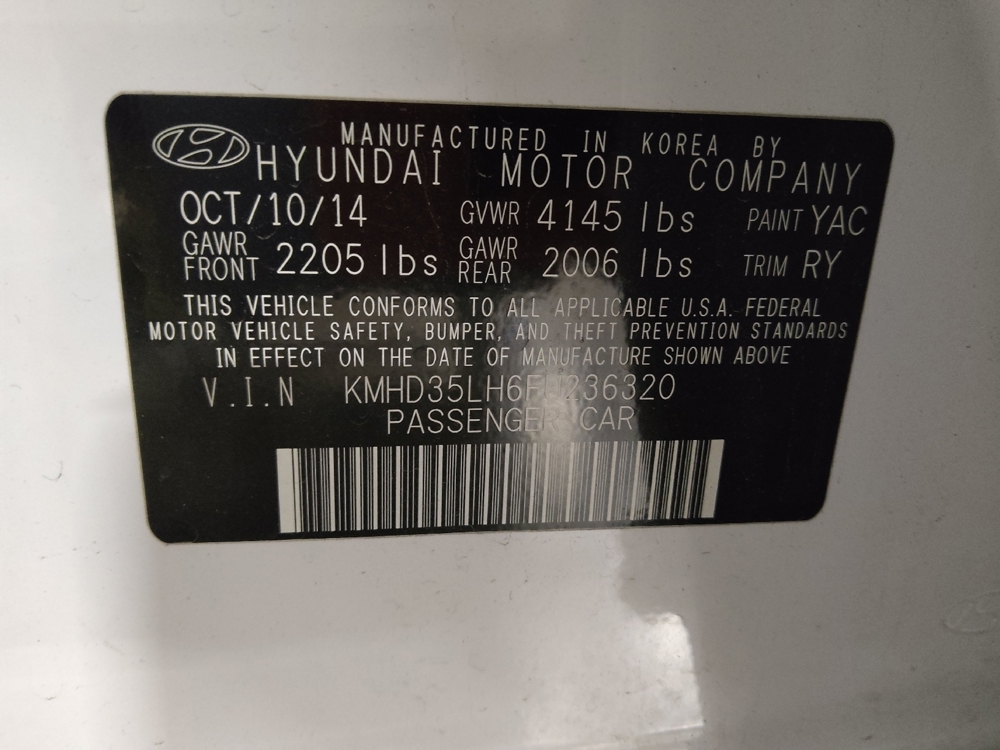 MANUFACTURED IN KOREA BY
HYUNDAI MOTOR COMPANY
OCT/10/14 GVWR 4145 lbs PAINT YAC
GAWR FRONT 2205 lbs GAWR REAR 2006 lbs TRIM RY
THIS VEHICLE CONFORMS TO ALL APPLICABLE U.S.A. FEDERAL
MOTOR VEHICLE SAFETY, BUMPER, AND THEFT PREVENTION STANDARDS
IN EFFECT ON THE DATE OF MANUFACTURE SHOWN ABOVE
V.I.N KMHD35LH6FU236320
PASSENGER CAR